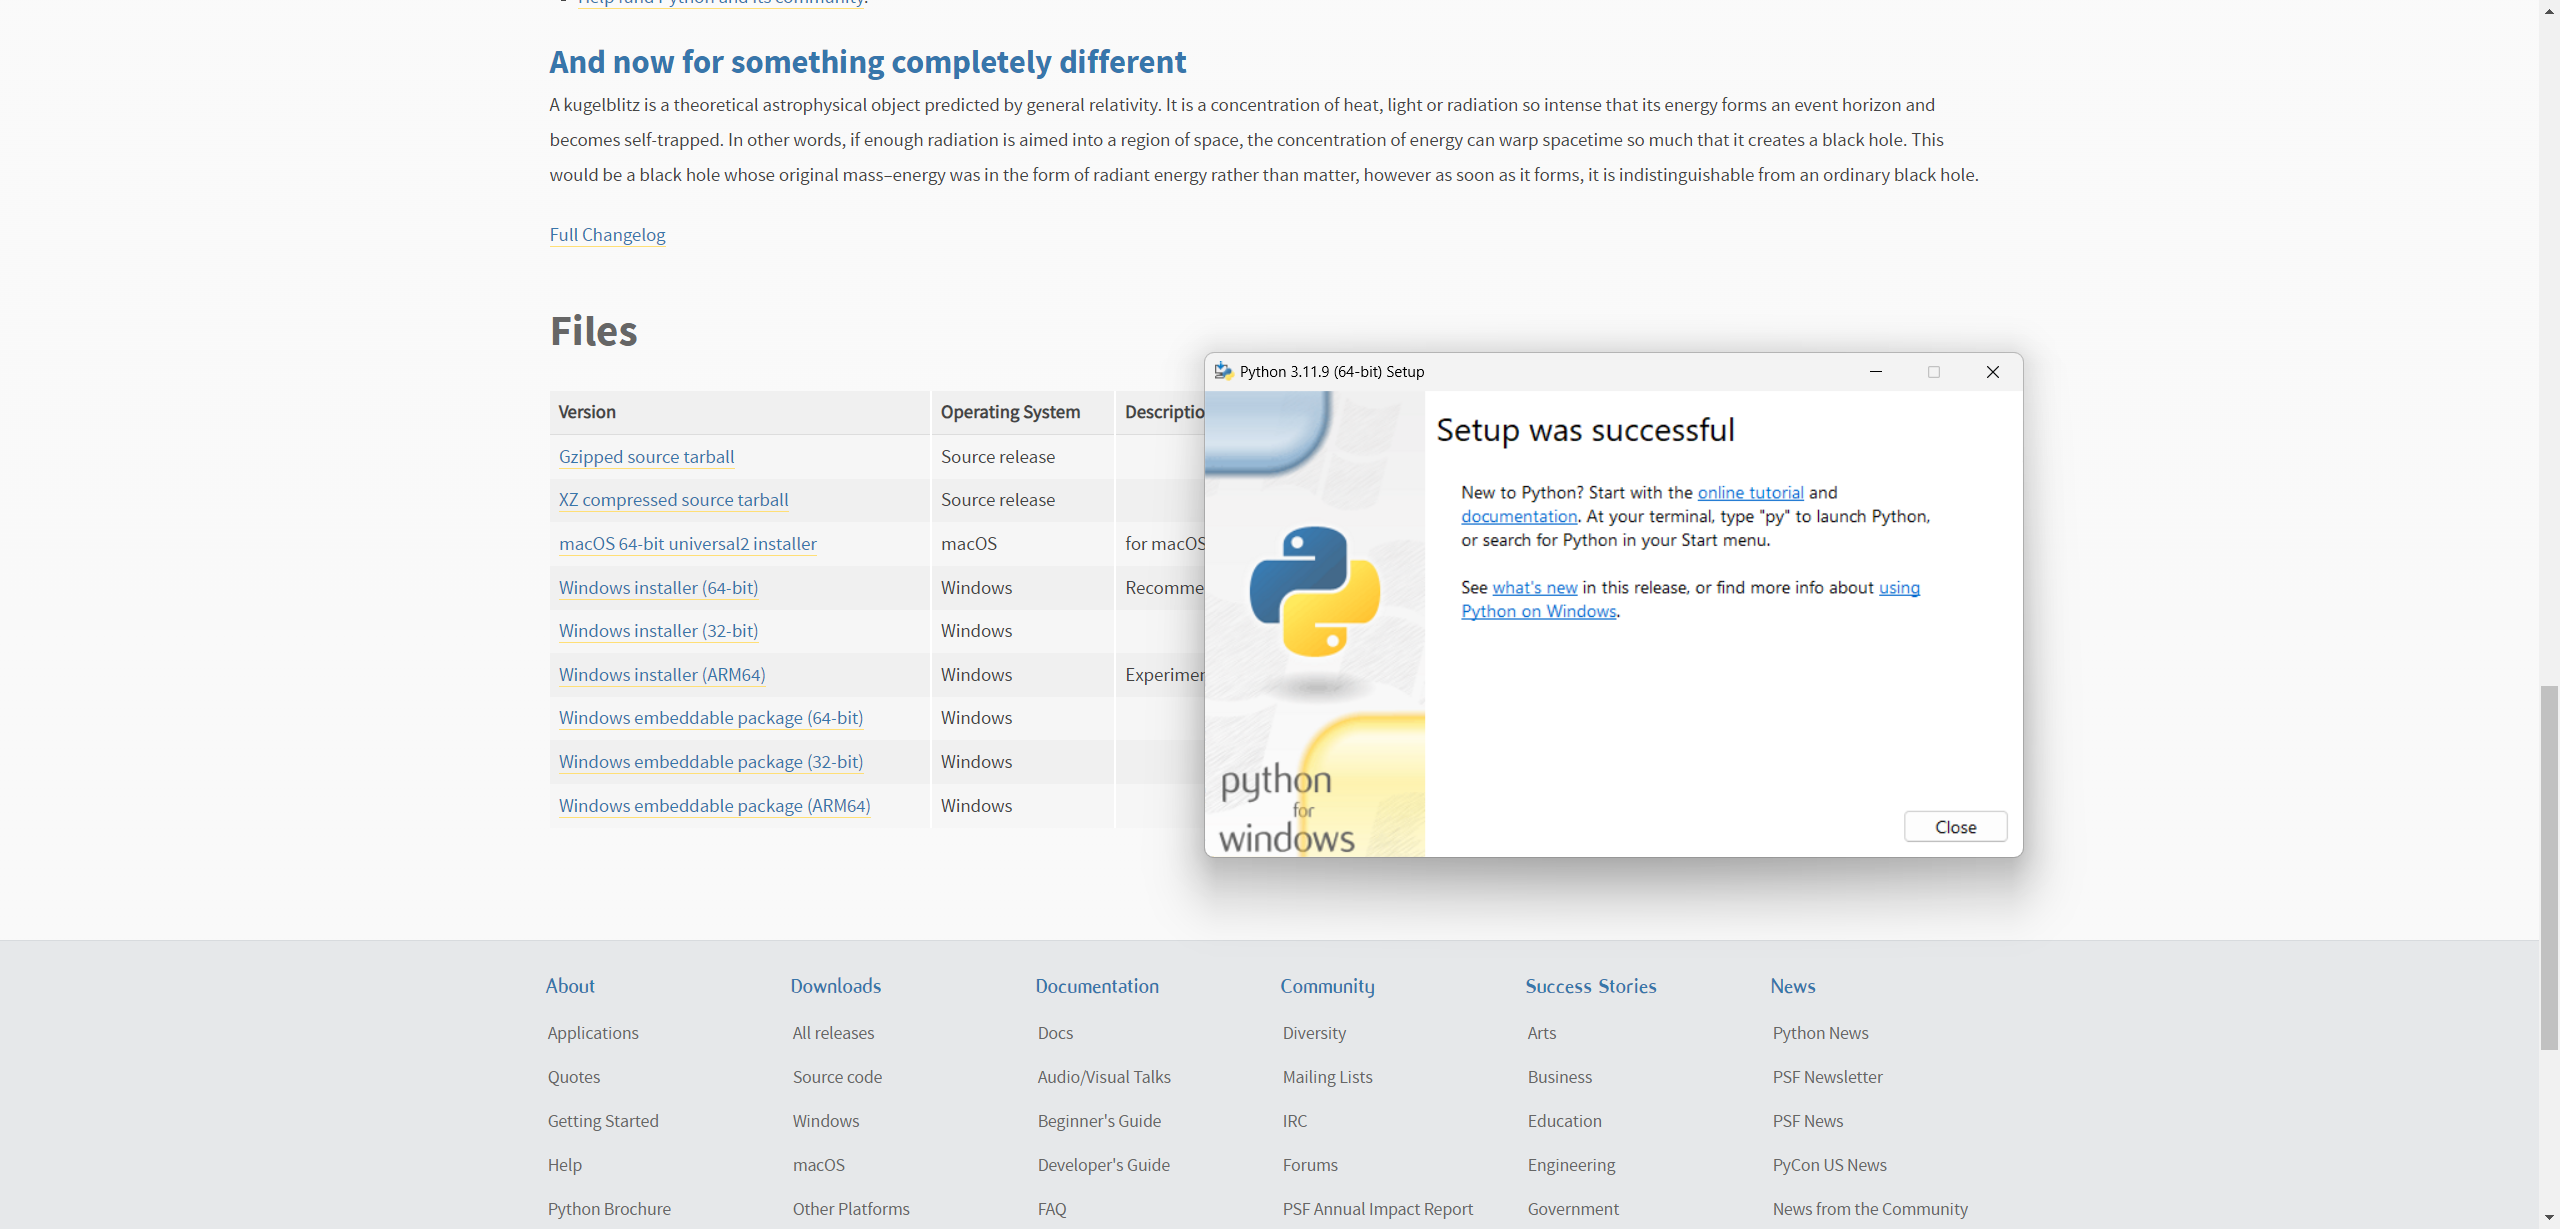 Help fund Python and its community.
And now for something completely different
A kugelblitz is a theoretical astrophysical object predicted by general relativity. It is a concentration of heat, light or radiation so intense that its energy forms an event horizon and
becomes self-trapped. In other words, if enough radiation is aimed into a region of space, the concentration of energy can warp spacetime so much that it creates a black hole. This
would be a black hole whose original mass–energy was in the form of radiant energy rather than matter, however as soon as it forms, it is indistinguishable from an ordinary black hole.
Full Changelog
Files
Version Operating System Descriptio
Gzipped source tarball Source release
XZ compressed source tarball Source release
macOS 64-bit universal2 installer macOS for macOS
Windows installer (64-bit) Windows Recomme
Windows installer (32-bit) Windows
Windows installer (ARM64) Windows Experimen
Windows embeddable package (64-bit) Windows
Windows embeddable package (32-bit) Windows
Windows embeddable package (ARM64) Windows
Python 3.11.9 (64-bit) Setup
Setup was successful
New to Python? Start with the online tutorial and
documentation. At your terminal, type "py" to launch Python,
or search for Python in your Start menu.
See what's new in this release, or find more info about using
Python on Windows.
python
for
windows
Close
About Downloads Documentation Community Success Stories News
Applications All releases Docs Diversity Arts Python News
Quotes Source code Audio/Visual Talks Mailing Lists Business PSF Newsletter
Getting Started Windows Beginner's Guide IRC Education PSF News
Help macOS Developer's Guide Forums Engineering PyCon US News
Python Brochure Other Platforms FAQ PSF Annual Impact Report Government News from the Community